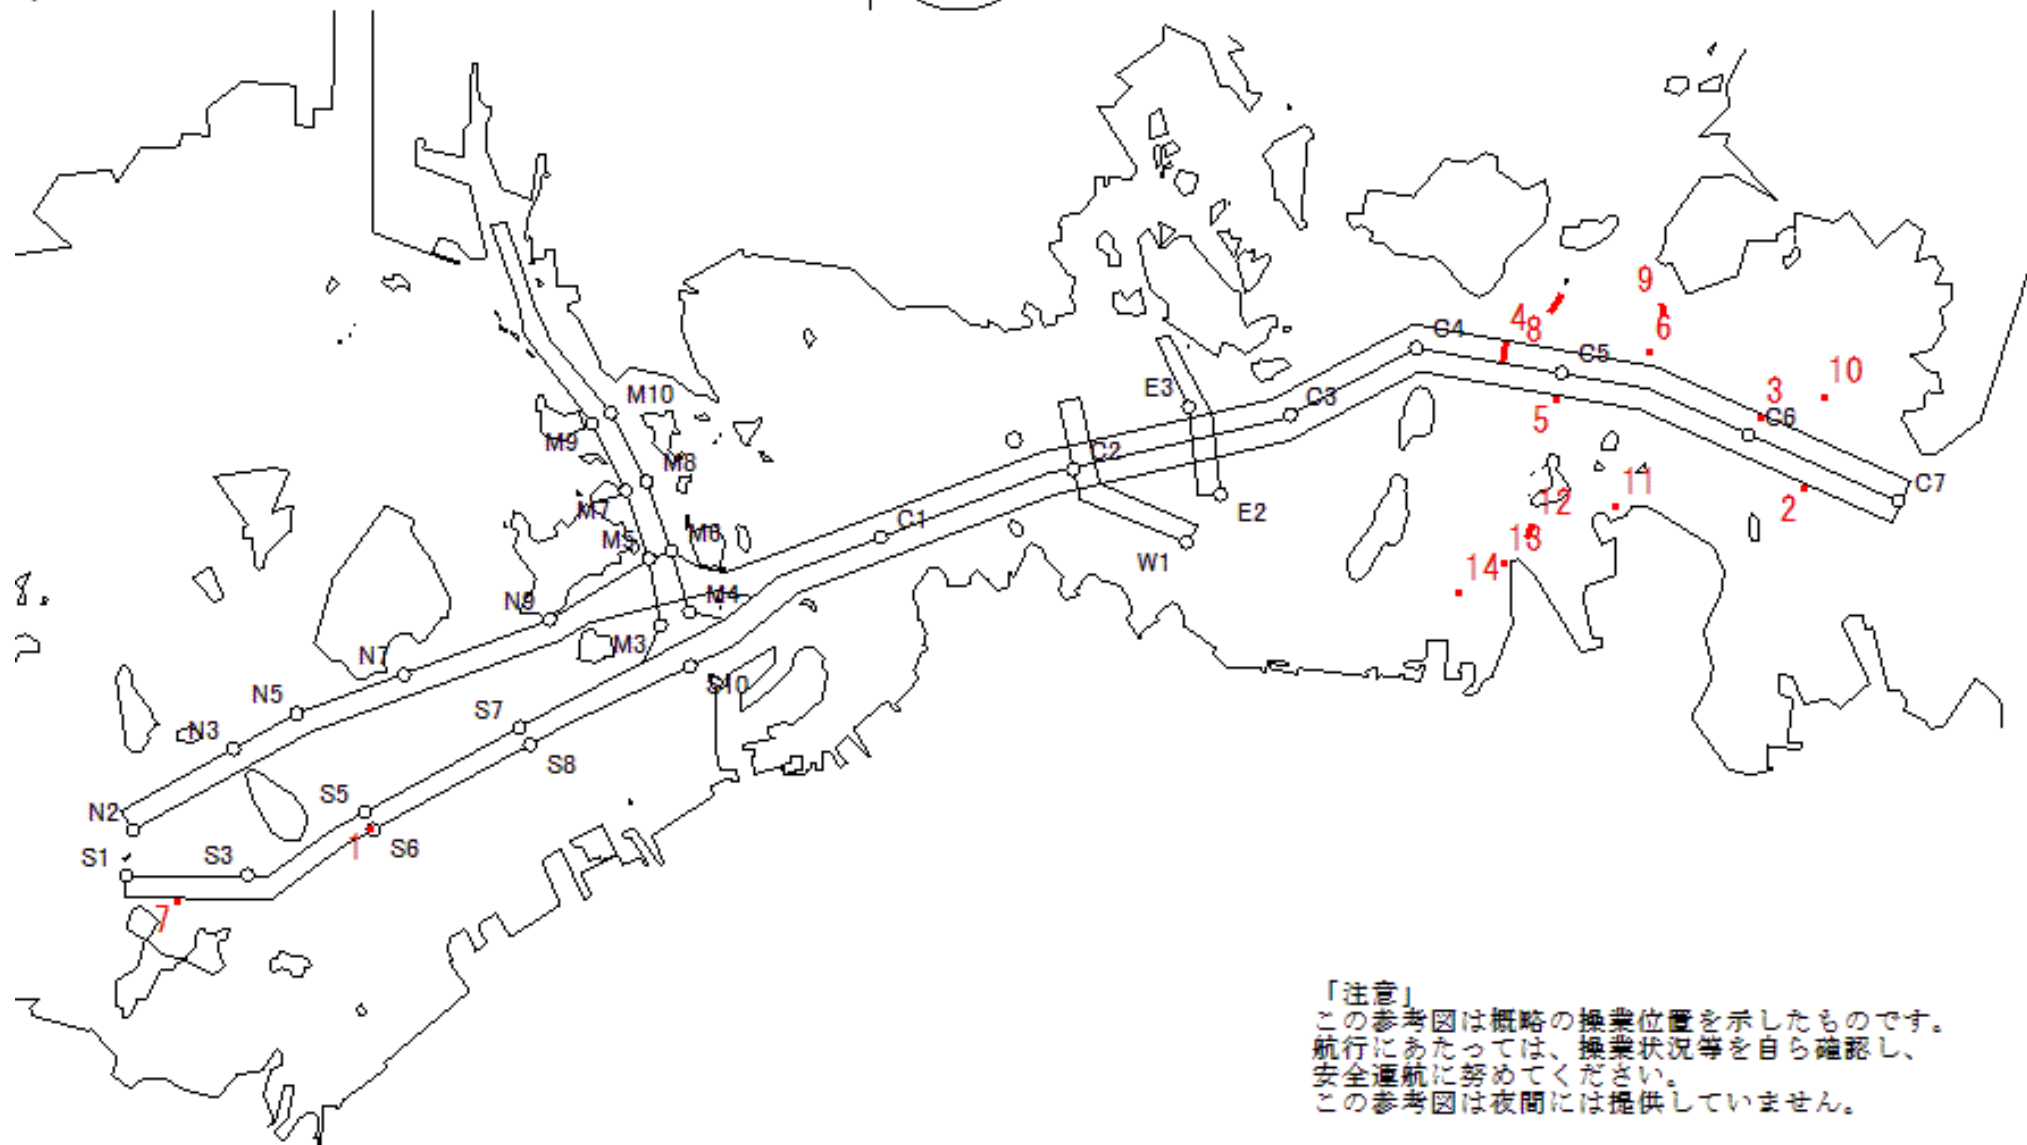 9
4
8
C4
6
C5
10
E3
M10
C3
3
C6
5
M9
C2
M8
C7
11
2
M7
12
E2
C1
M6
M5
13
W1
14
N9
M4
M3
N7
S10
N5
S7
N3
S8
S5
N2
1
S6
S1
S3
7
「注意」
この参考図は概略の操業位置を示したものです。
航行にあたっては、操業状況等を自ら確認し、
安全運航に努めてください。
この参考図は夜間には提供していません。